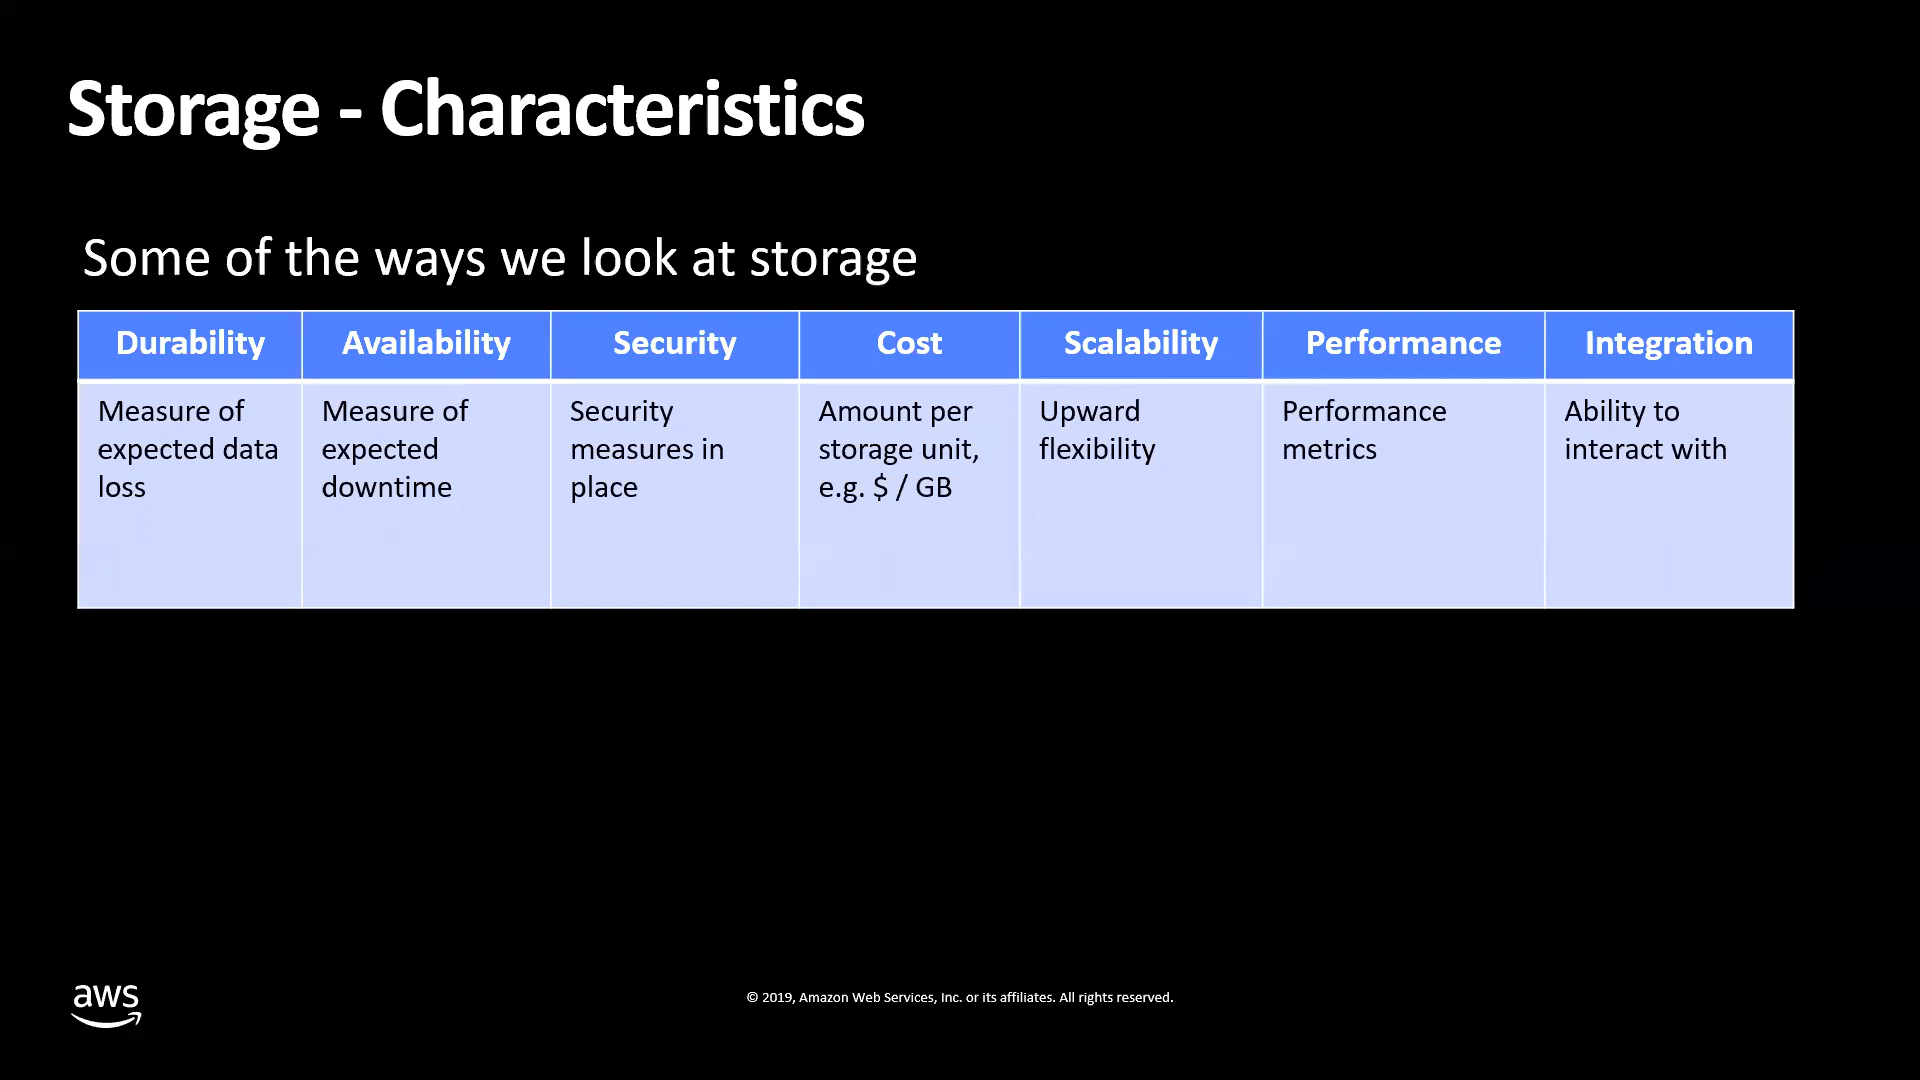 Storage - Characteristics
Some of the ways we look at storage
Durability
Availability
Security
Cost
Scalability
Performance
Integration
Measure of
expected data
loss
Measure of
expected
downtime
Security
measures in
place
Amount per
storage unit,
e.g. $ / GB
Upward
flexibility
Performance
metrics
Ability to
interact with
aws
© 2019, Amazon Web Services, Inc. or its affiliates. All rights reserved.